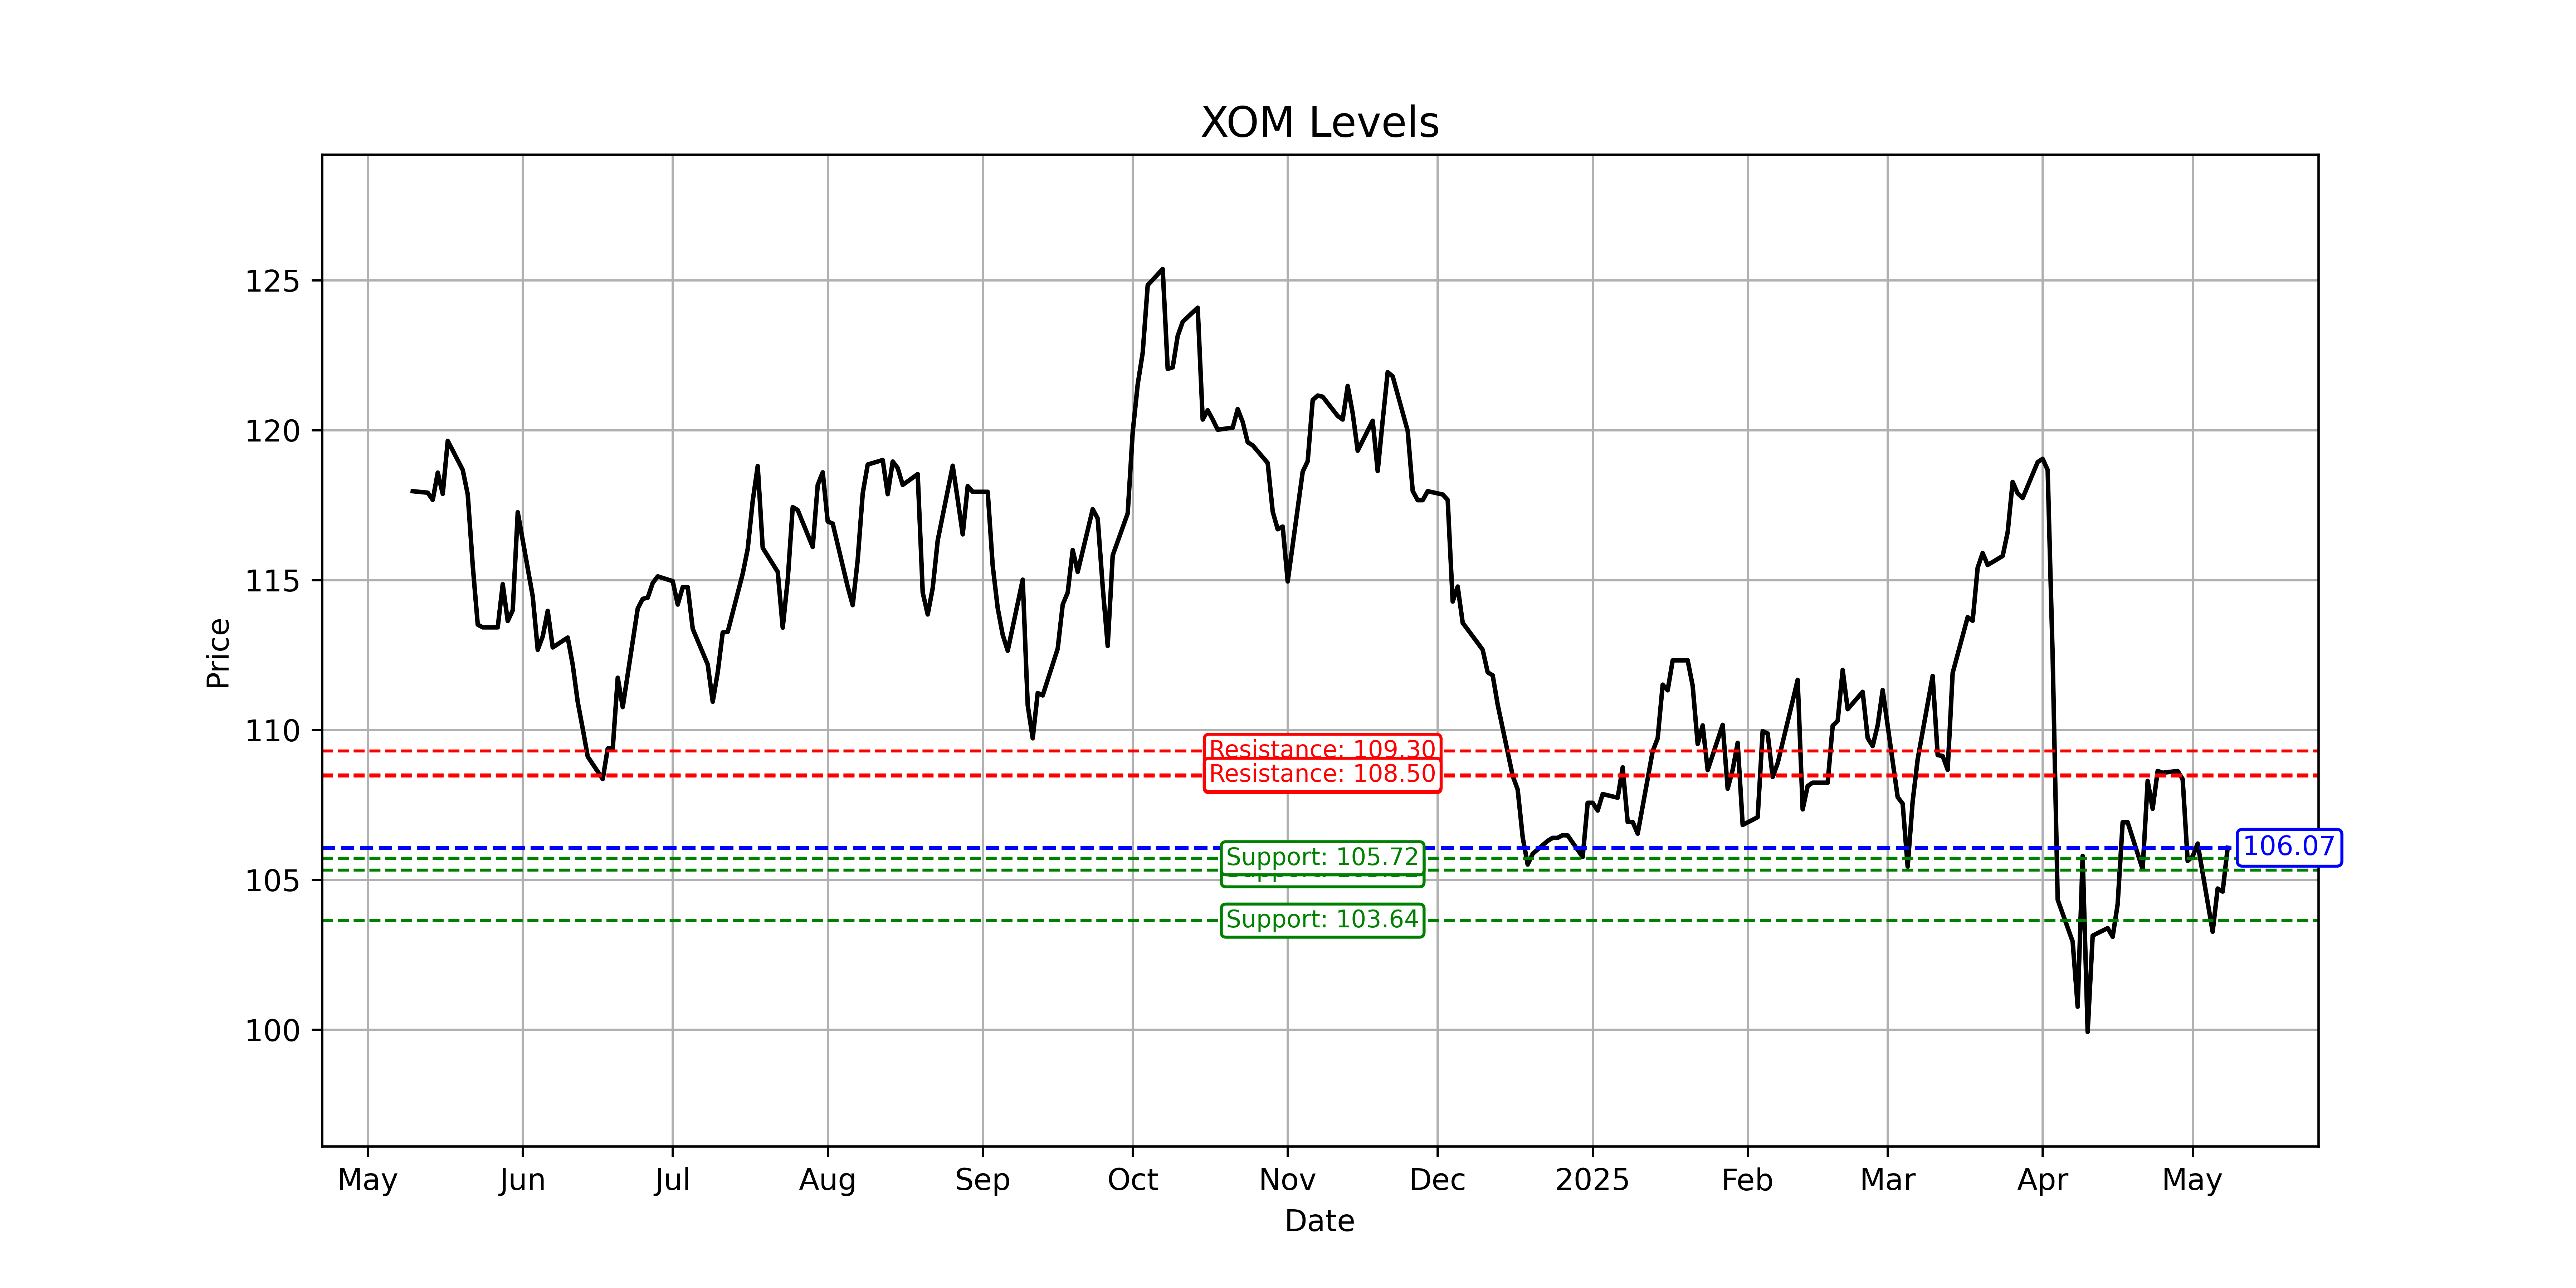 XOM Levels
Price
125
120
115
110
105
100
Resistance: 109.30
Resistance: 108.50
Support: 105.72
Support: 103.64
106.07
May
Jun
Jul
Aug
Sep
Oct
Nov
Dec
2025
Feb
Mar
Apr
May
Date